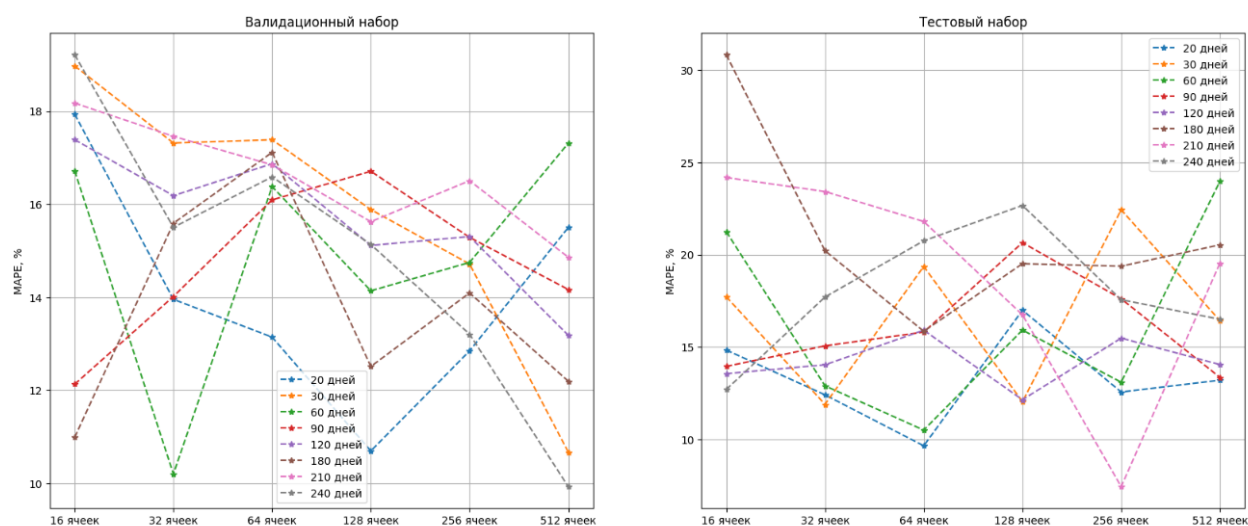 Валидационный набор
МАРЕ, %
18
16
14
12
10
20 дней
30 дней
60 дней
90 дней
120 дней
180 дней
210 дней
240 дней
16 ячеек
32 ячеек
64 ячеек
128 ячеек
256 ячеек
512 ячеек
Тестовый набор
МАРЕ, %
30
25
20
15
10
20 дней
30 дней
60 дней
90 дней
120 дней
180 дней
210 дней
240 дней
16 ячеек
32 ячеек
64 ячеек
128 ячеек
256 ячеек
512 ячеек